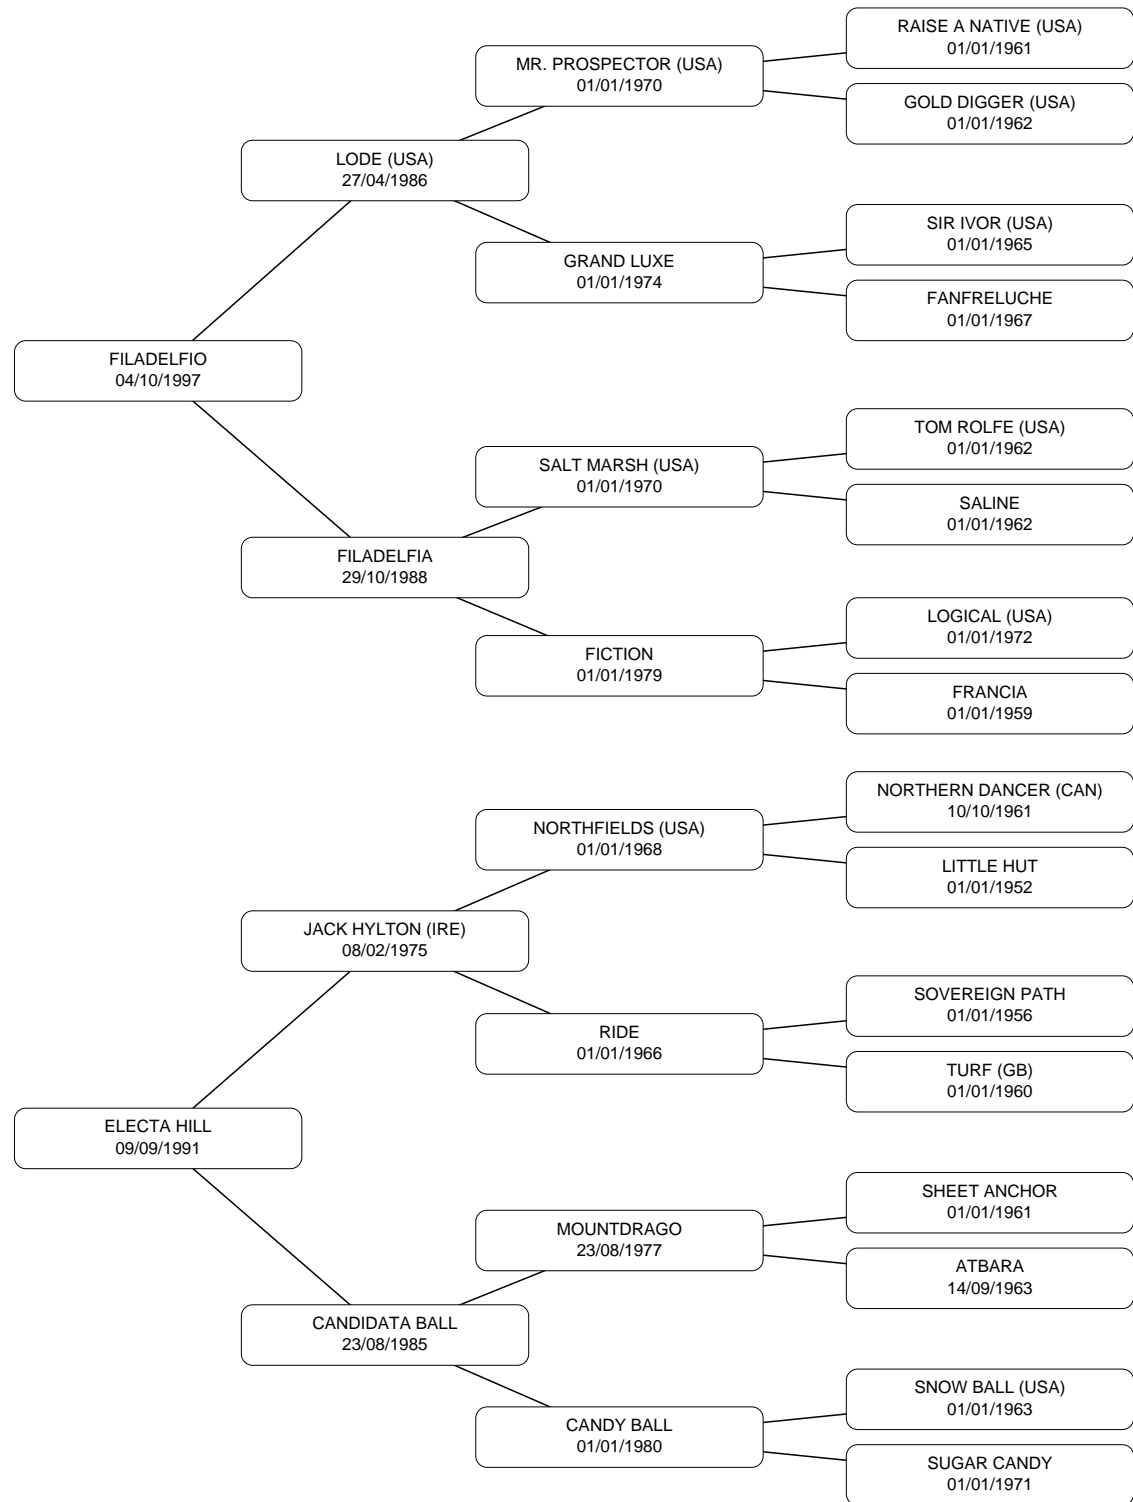 RAISE A NATIVE (USA)
01/01/1961
MR. PROSPECTOR (USA)
01/01/1970
GOLD DIGGER (USA)
01/01/1962
LODE (USA)
27/04/1986
SIR IVOR (USA)
01/01/1965
GRAND LUXE
01/01/1974
FANFRELUCHE
01/01/1967
FILADELFIO
04/10/1997
TOM ROLFE (USA)
01/01/1962
SALT MARSH (USA)
01/01/1970
SALINE
01/01/1962
FILADELFIA
29/10/1988
LOGICAL (USA)
01/01/1972
FICTION
01/01/1979
FRANCIA
01/01/1959
NORTHERN DANCER (CAN)
10/10/1961
NORTHFIELDS (USA)
01/01/1968
LITTLE HUT
01/01/1952
JACK HYLTON (IRE)
08/02/1975
SOVEREIGN PATH
01/01/1956
RIDE
01/01/1966
TURF (GB)
01/01/1960
ELECTA HILL
09/09/1991
SHEET ANCHOR
01/01/1961
MOUNTDRAGO
23/08/1977
ATBARA
14/09/1963
CANDIDATA BALL
23/08/1985
SNOW BALL (USA)
01/01/1963
CANDY BALL
01/01/1980
SUGAR CANDY
01/01/1971